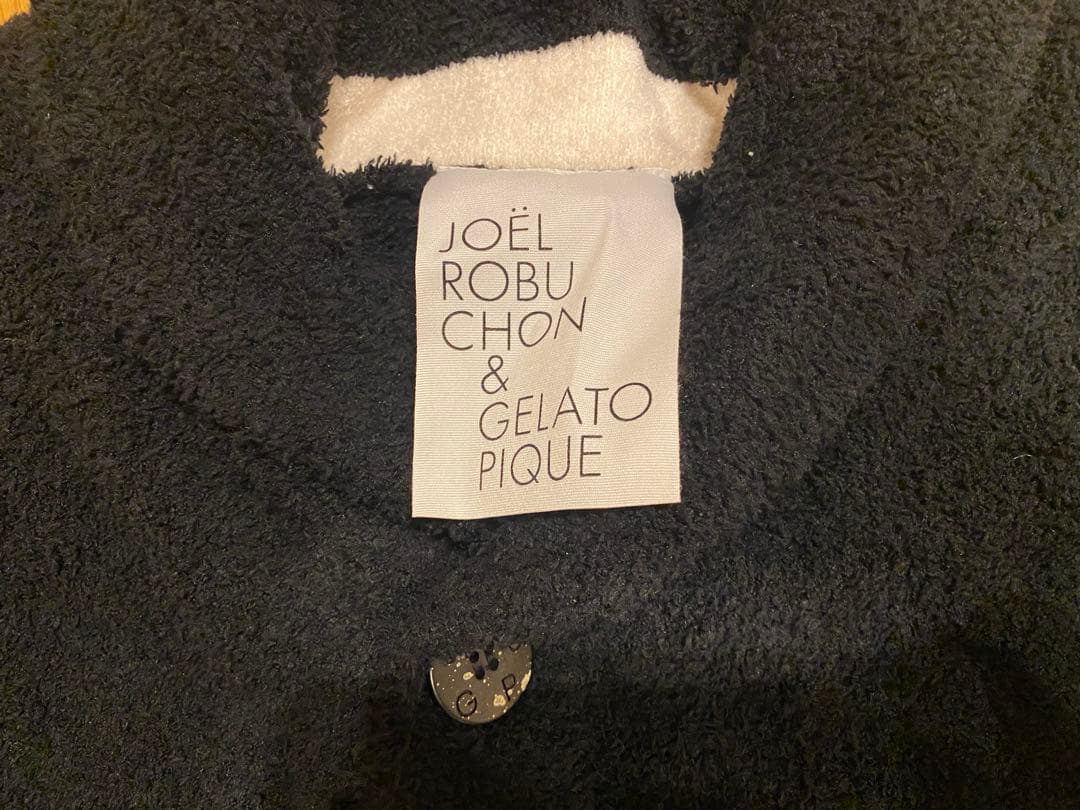 JOËL
ROBU
CHON
&
GELATO
PIQUE
G P